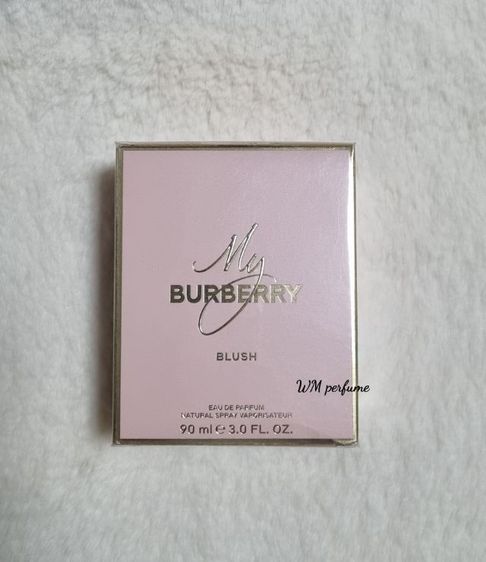 My
BURBERRY
BLUSH
WM perfume
EAU DE PARFUM
NATURAL SPRAY VAPORISATEUR
90 ml ℮ 3.0 FL. OZ.